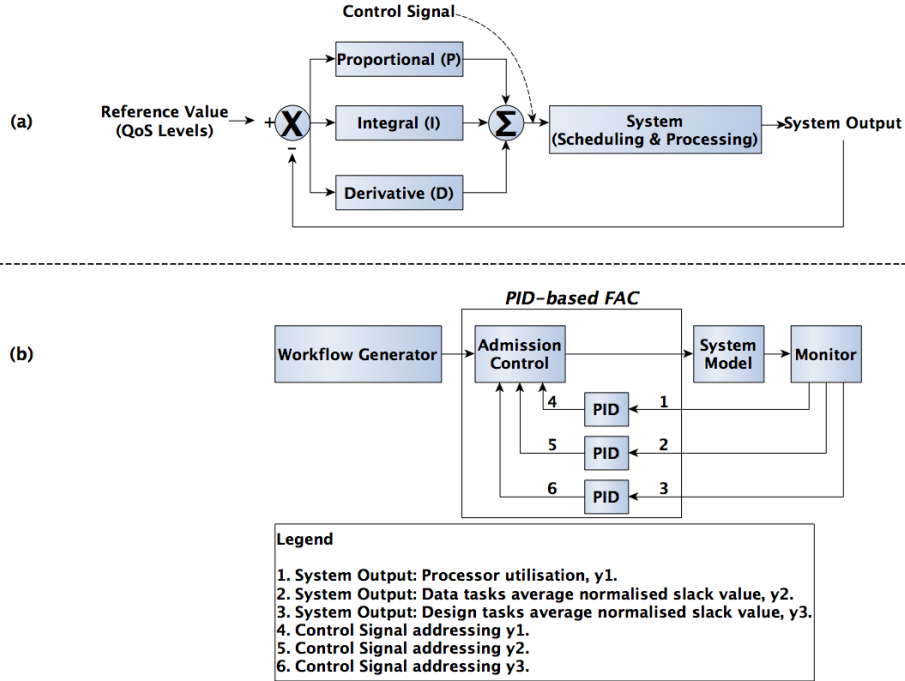 Control Signal
Proportional (P)
(a)
Reference Value
(QoS Levels)
+
X
-
Integral (I)
Σ
System
(Scheduling & Processing)
System Output
Derivative (D)
PID-based FAC
(b)
Workflow Generator
Admission
Control
System
Model
Monitor
4
PID
1
5
PID
2
6
PID
3
Legend
1. System Output: Processor utilisation, y1.
2. System Output: Data tasks average normalised slack value, y2.
3. System Output: Design tasks average normalised slack value, y3.
4. Control Signal addressing y1.
5. Control Signal addressing y2.
6. Control Signal addressing y3.